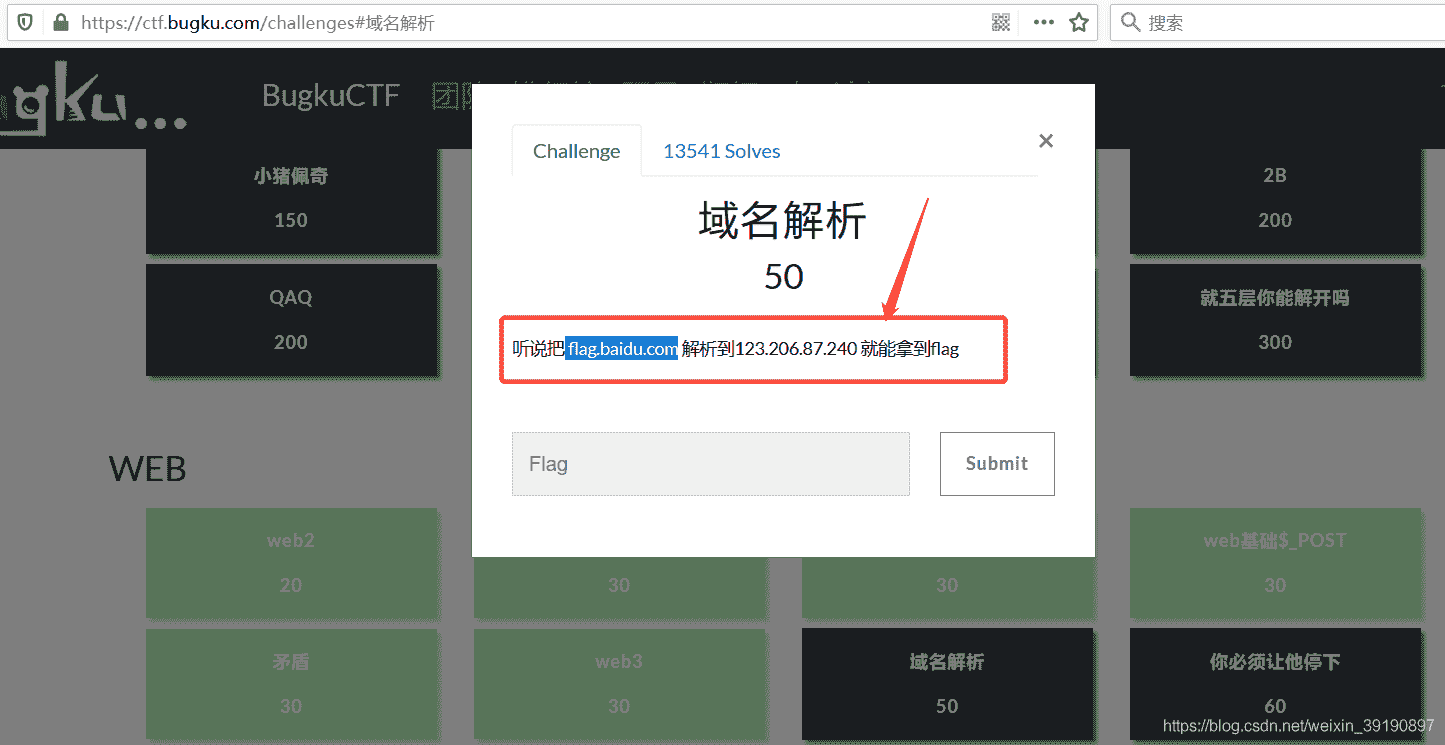 https://ctf.bugku.com/challenges#域名解析
搜索
BugkuCTF
Challenge
13541 Solves
×
域名解析
50
听说把 flag.baidu.com 解析到123.206.87.240 就能拿到flag
Flag
Submit
小猪佩奇
150
2B
200
QAQ
200
就五层你能解开吗
300
WEB
web2
20
30
30
web基础$_POST
30
矛盾
30
web3
30
域名解析
50
你必须让他停下
60
https://blog.csdn.net/weixin_39190897